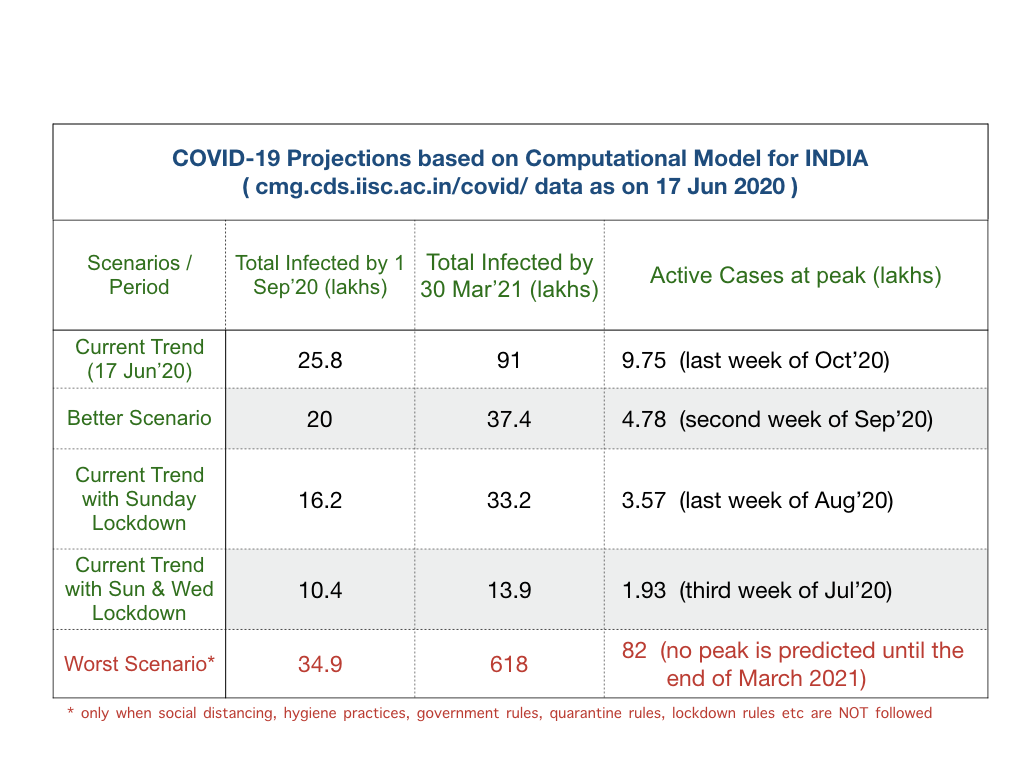 COVID-19 Projections based on Computational Model for INDIA
( cmg.cds.iisc.ac.in/covid/ data as on 17 Jun 2020 )
Scenarios /
Period
Total Infected by 1
Sep’20 (lakhs)
Total Infected by
30 Mar’21 (lakhs)
Active Cases at peak (lakhs)
Current Trend
(17 Jun’20)
25.8
91
9.75 (last week of Oct’20)
Better Scenario
20
37.4
4.78 (second week of Sep’20)
Current Trend
with Sunday
Lockdown
16.2
33.2
3.57 (last week of Aug’20)
Current Trend
with Sun & Wed
Lockdown
10.4
13.9
1.93 (third week of Jul’20)
Worst Scenario*
34.9
618
82 (no peak is predicted until the
end of March 2021)
* only when social distancing, hygiene practices, government rules, quarantine rules, lockdown rules etc are NOT followed